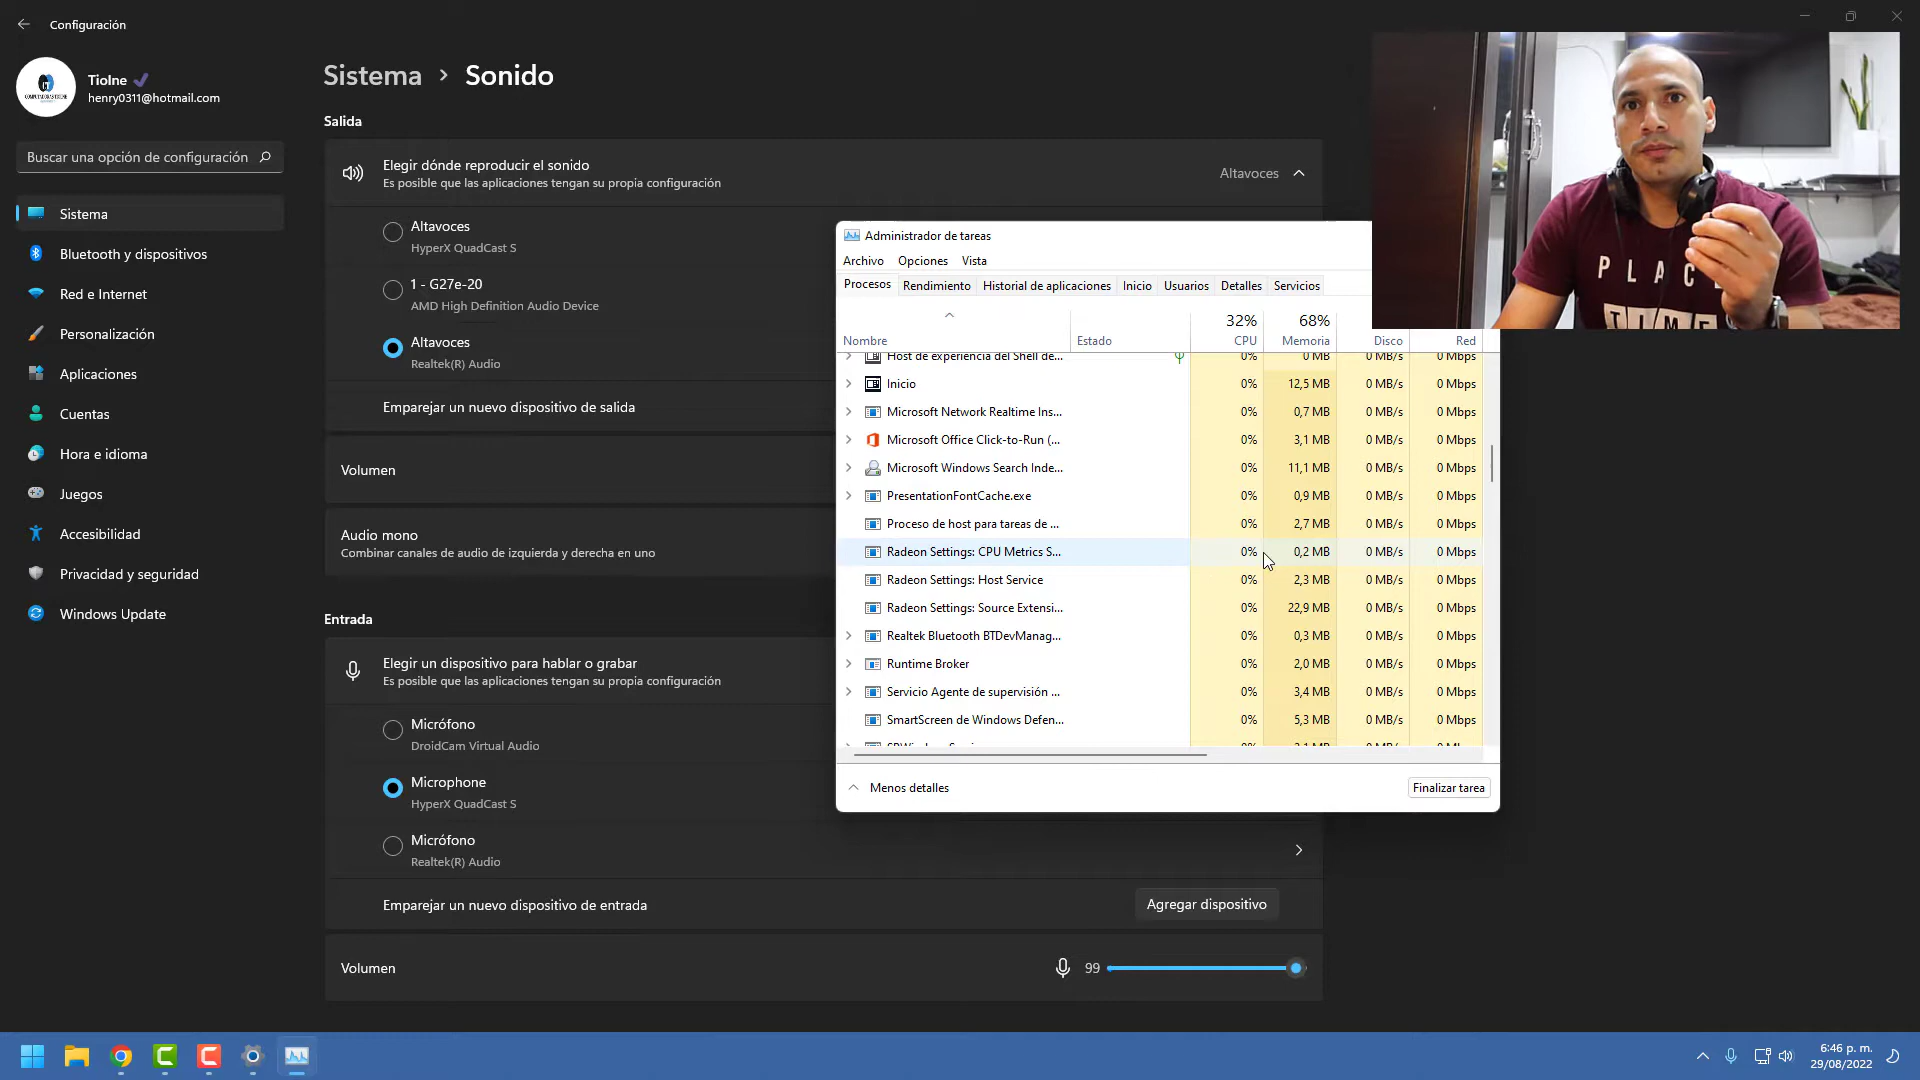 Configuración
Tiolne
henry0311@hotmail.com
Buscar una opción de configuración
Sistema
Bluetooth y dispositivos
Red e Internet
Personalización
Aplicaciones
Cuentas
Hora e idioma
Juegos
Accesibilidad
Privacidad y seguridad
Windows Update
Sistema > Sonido
Salida
Elegir dónde reproducir el sonido
Es posible que las aplicaciones tengan su propia configuración
Altavoces
Altavoces
HyperX QuadCast S
1 - G27e-20
AMD High Definition Audio Device
Altavoces
Realtek(R) Audio
Emparejar un nuevo dispositivo de salida
Volumen
Audio mono
Combinar canales de audio de izquierda y derecha en uno
Entrada
Elegir un dispositivo para hablar o grabar
Es posible que las aplicaciones tengan su propia configuración
Micrófono
DroidCam Virtual Audio
Microphone
HyperX QuadCast S
Micrófono
Realtek(R) Audio
Emparejar un nuevo dispositivo de entrada
Agregar dispositivo
Volumen
99
Administrador de tareas
Archivo Opciones Vista
Procesos Rendimiento Historial de aplicaciones Inicio Usuarios Detalles Servicios
32% 68%
Nombre Estado CPU Memoria Disco Red
Host de experiencia del Shell de... 0% 0 MB 0 MB/s 0 Mbps
Inicio 0% 12,5 MB 0 MB/s 0 Mbps
Microsoft Network Realtime Ins... 0% 0,7 MB 0 MB/s 0 Mbps
Microsoft Office Click-to-Run (... 0% 3,1 MB 0 MB/s 0 Mbps
Microsoft Windows Search Inde... 0% 11,1 MB 0 MB/s 0 Mbps
PresentationFontCache.exe 0% 0,9 MB 0 MB/s 0 Mbps
Proceso de host para tareas de ... 0% 2,7 MB 0 MB/s 0 Mbps
Radeon Settings: CPU Metrics S... 0% 0,2 MB 0 MB/s 0 Mbps
Radeon Settings: Host Service 0% 2,3 MB 0 MB/s 0 Mbps
Radeon Settings: Source Extensi... 0% 22,9 MB 0 MB/s 0 Mbps
Realtek Bluetooth BTDevManag... 0% 0,3 MB 0 MB/s 0 Mbps
Runtime Broker 0% 2,0 MB 0 MB/s 0 Mbps
Servicio Agente de supervisión ... 0% 3,4 MB 0 MB/s 0 Mbps
SmartScreen de Windows Defen... 0% 5,3 MB 0 MB/s 0 Mbps
Menos detalles
Finalizar tarea
PLAC
TIME
6:46 p. m.
29/08/2022